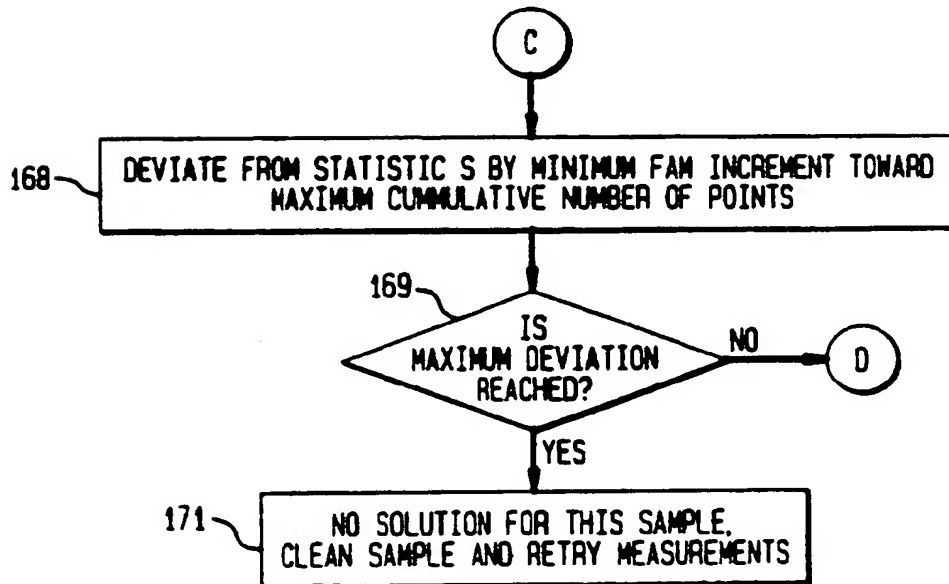 C
168
DEVIATE FROM STATISTIC S BY MINIMUM FAM INCREMENT TOWARD
MAXIMUM CUMMULATIVE NUMBER OF POINTS
169
IS
MAXIMUM DEVIATION
REACHED?
NO
D
YES
171
NO SOLUTION FOR THIS SAMPLE.
CLEAN SAMPLE AND RETRY MEASUREMENTS